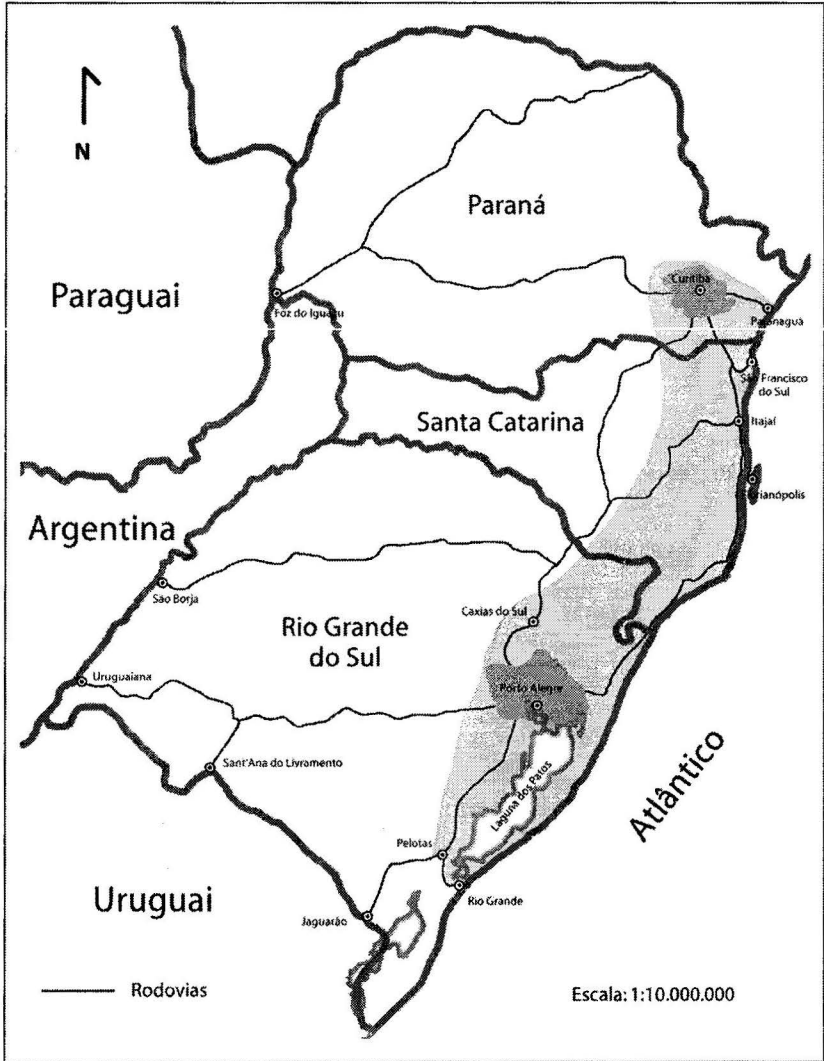 N
Paraná
Paraguai
Curitiba
Foz do Iguaçu
Paranaguá
São Francisco
do Sul
Santa Catarina
Itajaí
Florianópolis
Argentina
São Borja
Caxias do Sul
Rio Grande
do Sul
Uruguaiana
Porto Alegre
Sant'Ana do Livramento
Laguna dos Patos
Atlântico
Pelotas
Uruguai
Rio Grande
Jaguarão
Rodovias
Escala: 1:10.000.000